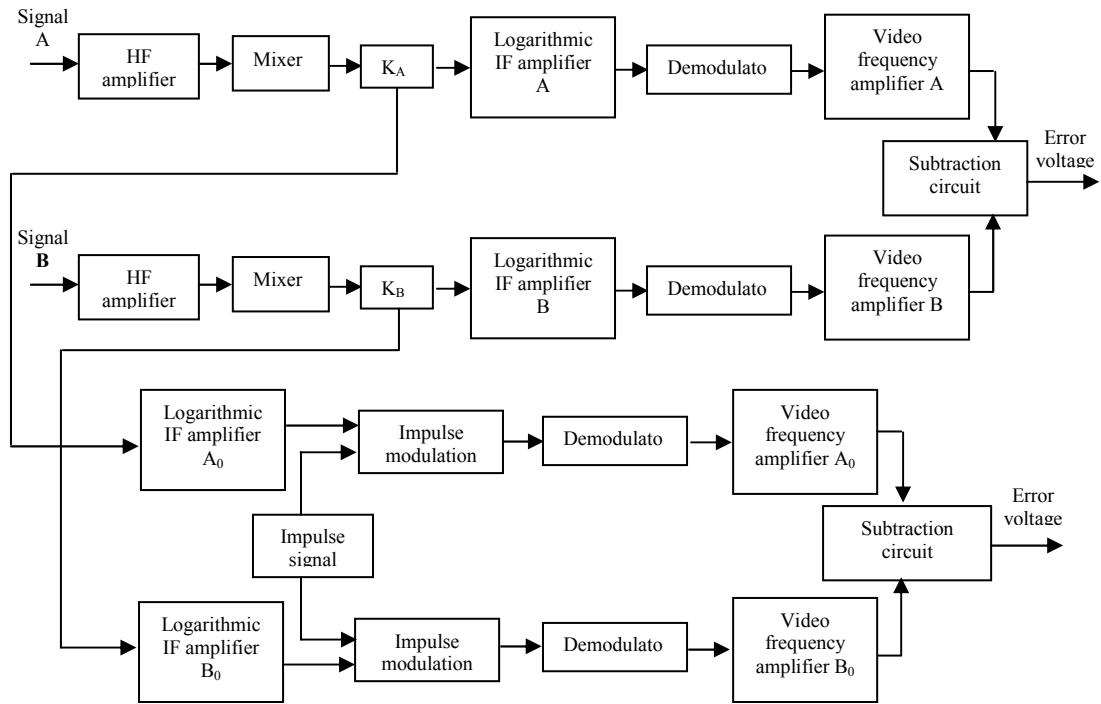 Signal
A
HF
amplifier
Mixer
K_A
Logarithmic
IF amplifier
A
Demodulato
Video
frequency
amplifier A
Subtraction
circuit
Error
voltage
Signal
B
HF
amplifier
Mixer
K_B
Logarithmic
IF amplifier
B
Demodulato
Video
frequency
amplifier B
Logarithmic
IF amplifier
A₀
Impulse
modulation
Demodulato
Video
frequency
amplifier A₀
Impulse
signal
Subtraction
circuit
Error
voltage
Logarithmic
IF amplifier
B₀
Impulse
modulation
Demodulato
Video
frequency
amplifier B₀